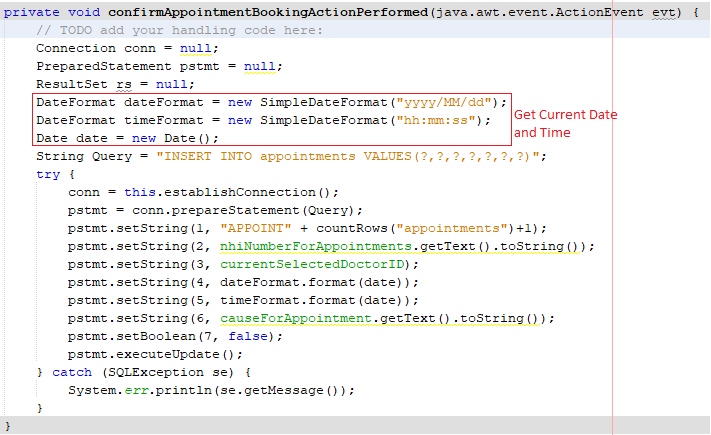 private void confirmAppointmentBookingActionPerformed(java.awt.event.ActionEvent evt) {
    // TODO add your handling code here:
    Connection conn = null;
    PreparedStatement pstmt = null;
    ResultSet rs = null;
    DateFormat dateFormat = new SimpleDateFormat("yyyy/MM/dd");
    DateFormat timeFormat = new SimpleDateFormat("hh:mm:ss");
    Date date = new Date();
Get Current Date
and Time
    String Query = "INSERT INTO appointments VALUES(?,?,?,?,?,?,?)";
    try {
        conn = this.establishConnection();
        pstmt = conn.prepareStatement(Query);
        pstmt.setString(1, "APPOINT" + countRows("appointments")+1);
        pstmt.setString(2, nhiNumberForAppointments.getText().toString());
        pstmt.setString(3, currentSelectedDoctorID);
        pstmt.setString(4, dateFormat.format(date));
        pstmt.setString(5, timeFormat.format(date));
        pstmt.setString(6, causeForAppointment.getText().toString());
        pstmt.setBoolean(7, false);
        pstmt.executeUpdate();
    } catch (SQLException se) {
        System.err.println(se.getMessage());
    }
}